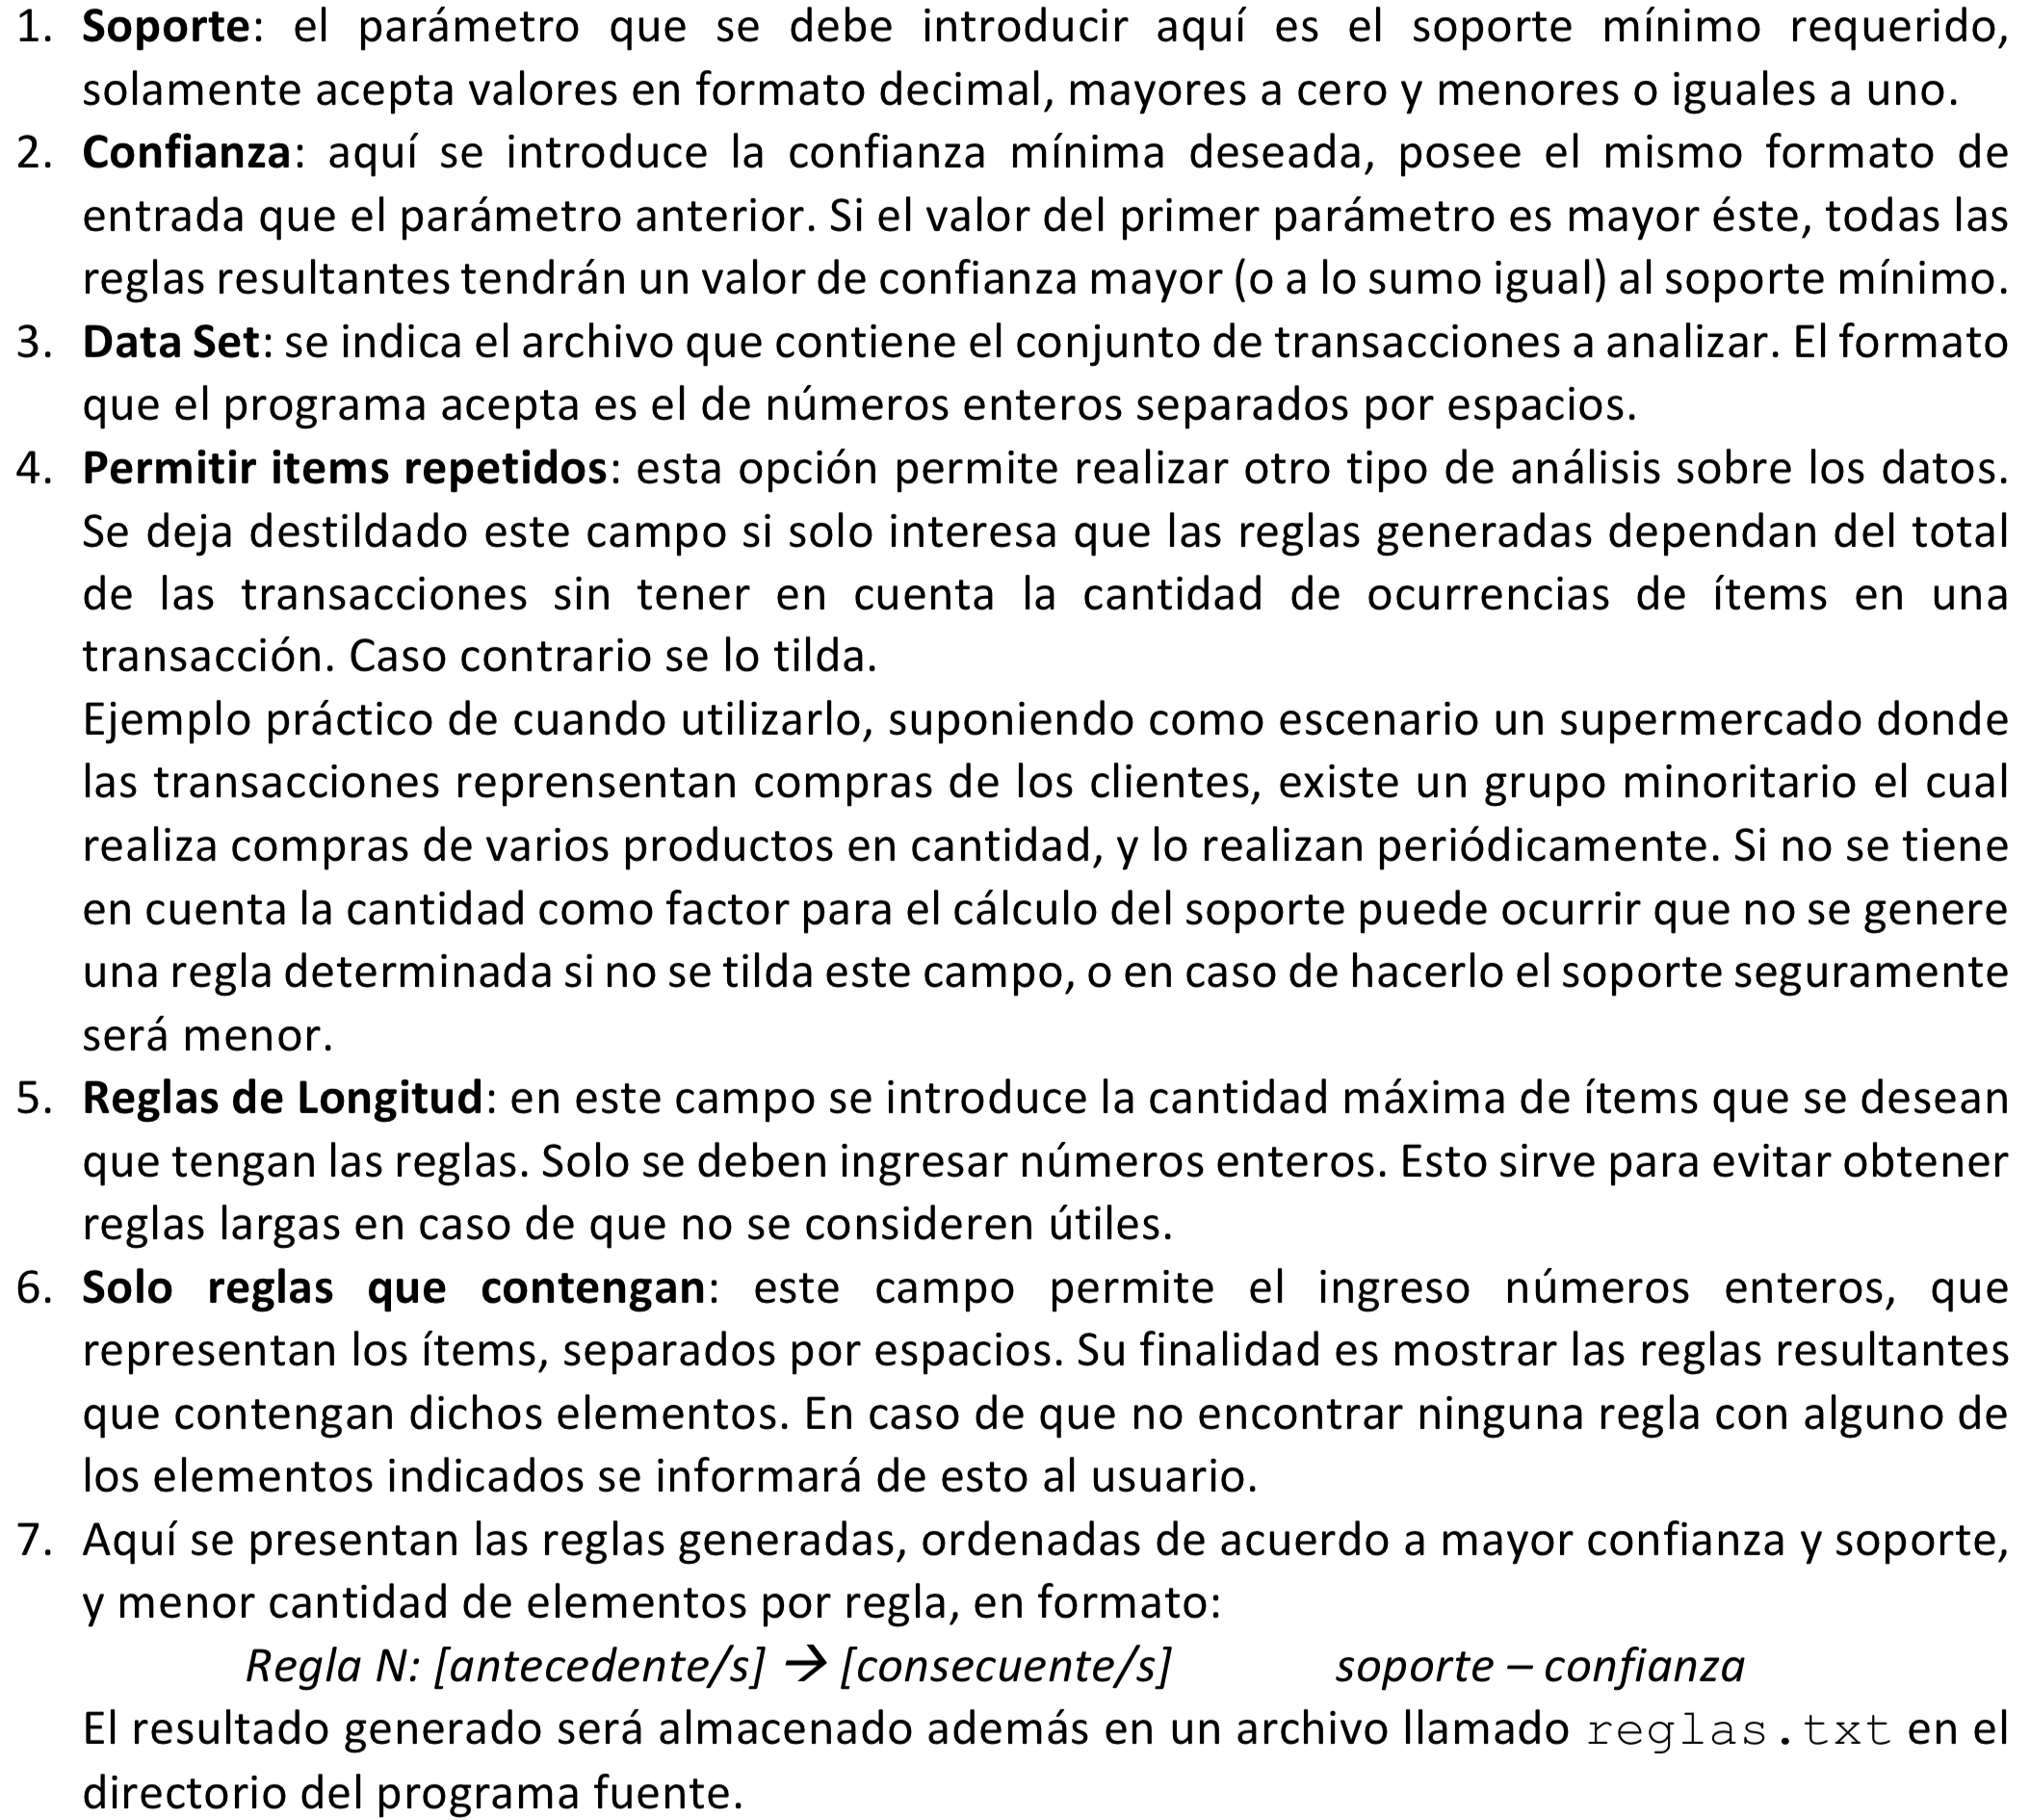 1. Soporte: el parámetro que se debe introducir aquí es el soporte mínimo requerido,
solamente acepta valores en formato decimal, mayores a cero y menores o iguales a uno.
2. Confianza: aquí se introduce la confianza mínima deseada, posee el mismo formato de
entrada que el parámetro anterior. Si el valor del primer parámetro es mayor éste, todas las
reglas resultantes tendrán un valor de confianza mayor (o a lo sumo igual) al soporte mínimo.
3. Data Set: se indica el archivo que contiene el conjunto de transacciones a analizar. El formato
que el programa acepta es el de números enteros separados por espacios.
4. Permitir items repetidos: esta opción permite realizar otro tipo de análisis sobre los datos.
Se deja destildado este campo si solo interesa que las reglas generadas dependan del total
de las transacciones sin tener en cuenta la cantidad de ocurrencias de ítems en una
transacción. Caso contrario se lo tilda.
Ejemplo práctico de cuando utilizarlo, suponiendo como escenario un supermercado donde
las transacciones reprensentan compras de los clientes, existe un grupo minoritario el cual
realiza compras de varios productos en cantidad, y lo realizan periódicamente. Si no se tiene
en cuenta la cantidad como factor para el cálculo del soporte puede ocurrir que no se genere
una regla determinada si no se tilda este campo, o en caso de hacerlo el soporte seguramente
será menor.
5. Reglas de Longitud: en este campo se introduce la cantidad máxima de ítems que se desean
que tengan las reglas. Solo se deben ingresar números enteros. Esto sirve para evitar obtener
reglas largas en caso de que no se consideren útiles.
6. Solo reglas que contengan: este campo permite el ingreso números enteros, que
representan los ítems, separados por espacios. Su finalidad es mostrar las reglas resultantes
que contengan dichos elementos. En caso de que no encontrar ninguna regla con alguno de
los elementos indicados se informará de esto al usuario.
7. Aquí se presentan las reglas generadas, ordenadas de acuerdo a mayor confianza y soporte,
y menor cantidad de elementos por regla, en formato:
Regla N: [antecedente/s] → [consecuente/s] soporte – confianza
El resultado generado será almacenado además en un archivo llamado reglas.txt en el
directorio del programa fuente.